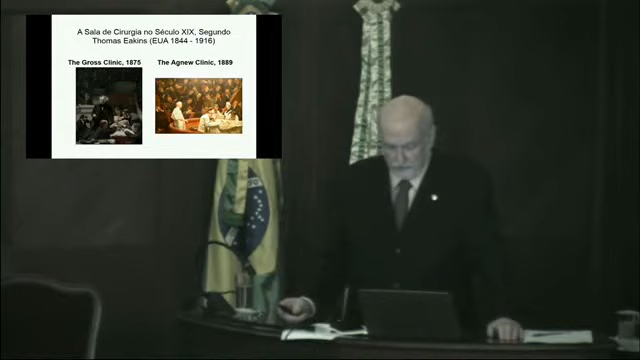 A Sala de Cirurgia no Século XIX, Segundo
Thomas Eakins (EUA 1844 - 1916)
The Gross Clinic, 1875
The Agnew Clinic, 1889